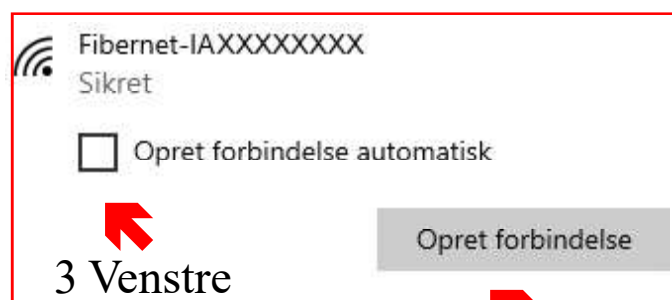 Fibernet-IAXXXXXXXX
Sikret
Opret forbindelse automatisk
Opret forbindelse
3 Venstre